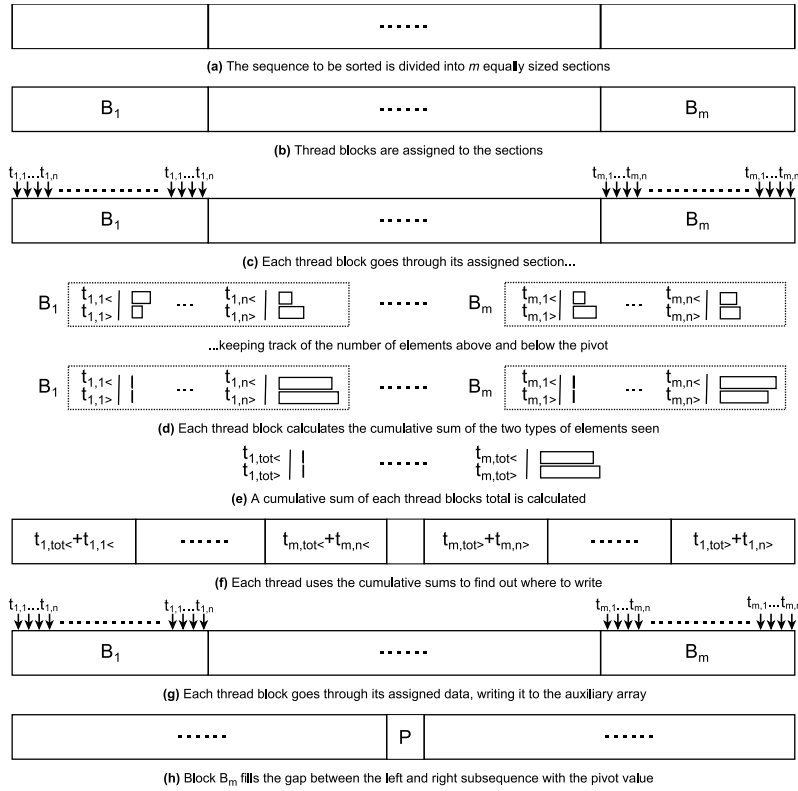 ......
(a) The sequence to be sorted is divided into m equally sized sections
B1 ...... Bm
(b) Thread blocks are assigned to the sections
t1,1...t1,n t1,1...t1,n tm,1...tm,n tm,1...tm,n
B1 ...... Bm
(c) Each thread block goes through its assigned section...
B1 t1,1< ... t1,n< ...... Bm tm,1< ... tm,n<
t1,1> t1,n> tm,1> tm,n>
...keeping track of the number of elements above and below the pivot
B1 t1,1< ... t1,n< ...... Bm tm,1< ... tm,n<
t1,1> t1,n> tm,1> tm,n>
(d) Each thread block calculates the cumulative sum of the two types of elements seen
t1,tot< ...... tm,tot<
t1,tot> tm,tot>
(e) A cumulative sum of each thread blocks total is calculated
t1,tot<+t1,1< ...... tm,tot<+tm,n< tm,tot>+tm,n> ...... t1,tot>+t1,n>
(f) Each thread uses the cumulative sums to find out where to write
t1,1...t1,n t1,1...t1,n tm,1...tm,n tm,1...tm,n
B1 ...... Bm
(g) Each thread block goes through its assigned data, writing it to the auxiliary array
...... P ......
(h) Block Bm fills the gap between the left and right subsequence with the pivot value